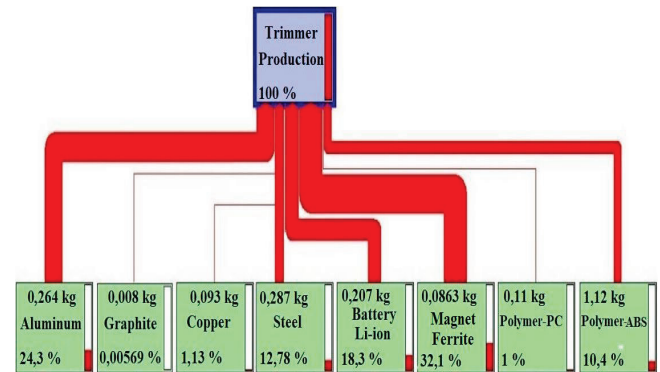 Trimmer
Production
100 %
0,264 kg
Aluminum
24,3 %
0,008 kg
Graphite
0,00569 %
0,093 kg
Copper
1,13 %
0,287 kg
Steel
12,78 %
0,207 kg
Battery
Li-ion
18,3 %
0,0863 kg
Magnet
Ferrite
32,1 %
0,11 kg
Polymer-PC
1 %
1,12 kg
Polymer-ABS
10,4 %